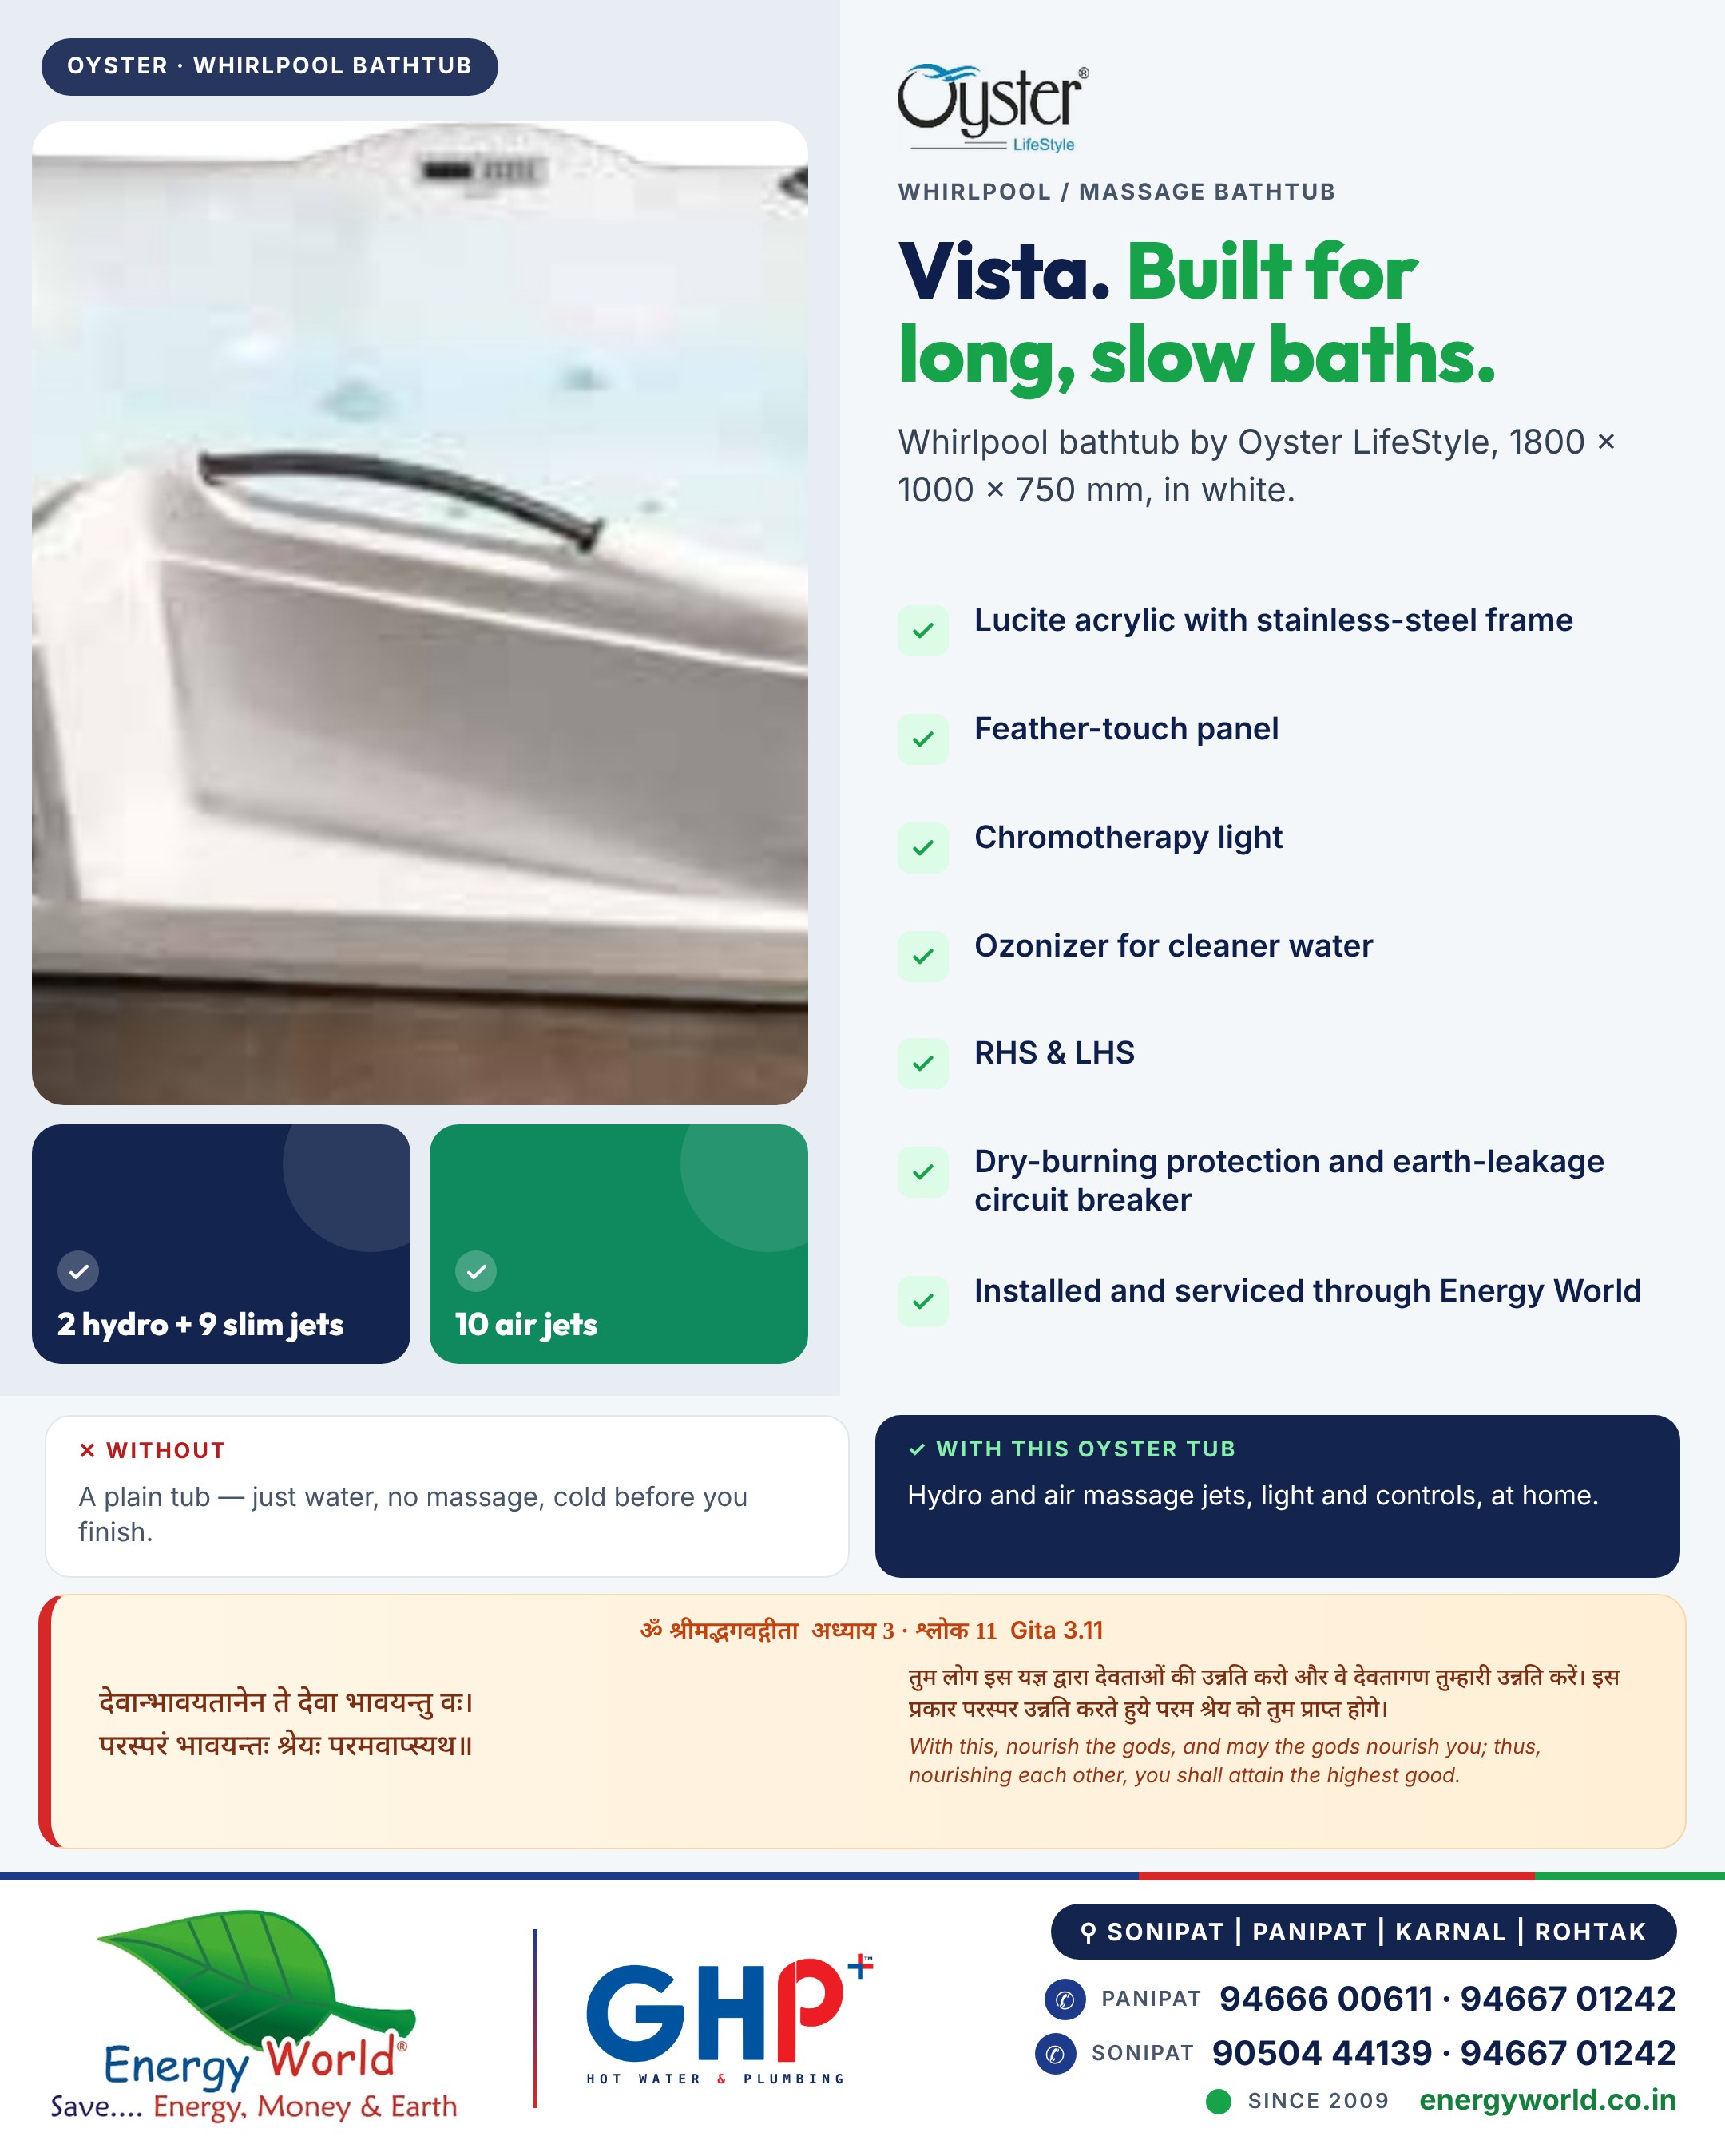 OYSTER · WHIRLPOOL BATHTUB
Oyster®
LifeStyle
WHIRLPOOL / MASSAGE BATHTUB
Vista. Built for
long, slow baths.
Whirlpool bathtub by Oyster LifeStyle, 1800 ×
1000 × 750 mm, in white.
Lucite acrylic with stainless-steel frame
Feather-touch panel
Chromotherapy light
Ozonizer for cleaner water
RHS & LHS
Dry-burning protection and earth-leakage
circuit breaker
Installed and serviced through Energy World
2 hydro + 9 slim jets
10 air jets
✕ WITHOUT
A plain tub — just water, no massage, cold before you
finish.
✓ WITH THIS OYSTER TUB
Hydro and air massage jets, light and controls, at home.
ॐ श्रीमद्भगवद्गीता अध्याय 3 · श्लोक 11 Gita 3.11
देवान्भावयतानेन ते देवा भावयन्तु वः।
परस्परं भावयन्तः श्रेयः परमवाप्स्यथ॥
तुम लोग इस यज्ञ द्वारा देवताओं की उन्नति करो और वे देवतागण तुम्हारी उन्नति करें। इस
प्रकार परस्पर उन्नति करते हुये परम श्रेय को तुम प्राप्त होगे।
With this, nourish the gods, and may the gods nourish you; thus,
nourishing each other, you shall attain the highest good.
Energy World®
Save.... Energy, Money & Earth
GHP+™
HOT WATER & PLUMBING
SONIPAT | PANIPAT | KARNAL | ROHTAK
PANIPAT 94666 00611 · 94667 01242
SONIPAT 90504 44139 · 94667 01242
SINCE 2009 energyworld.co.in